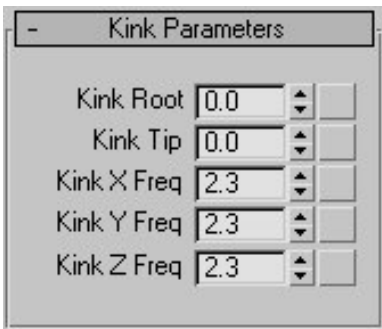 - Kink Parameters
Kink Root 0.0
Kink Tip 0.0
Kink X Freq 2.3
Kink Y Freq 2.3
Kink Z Freq 2.3